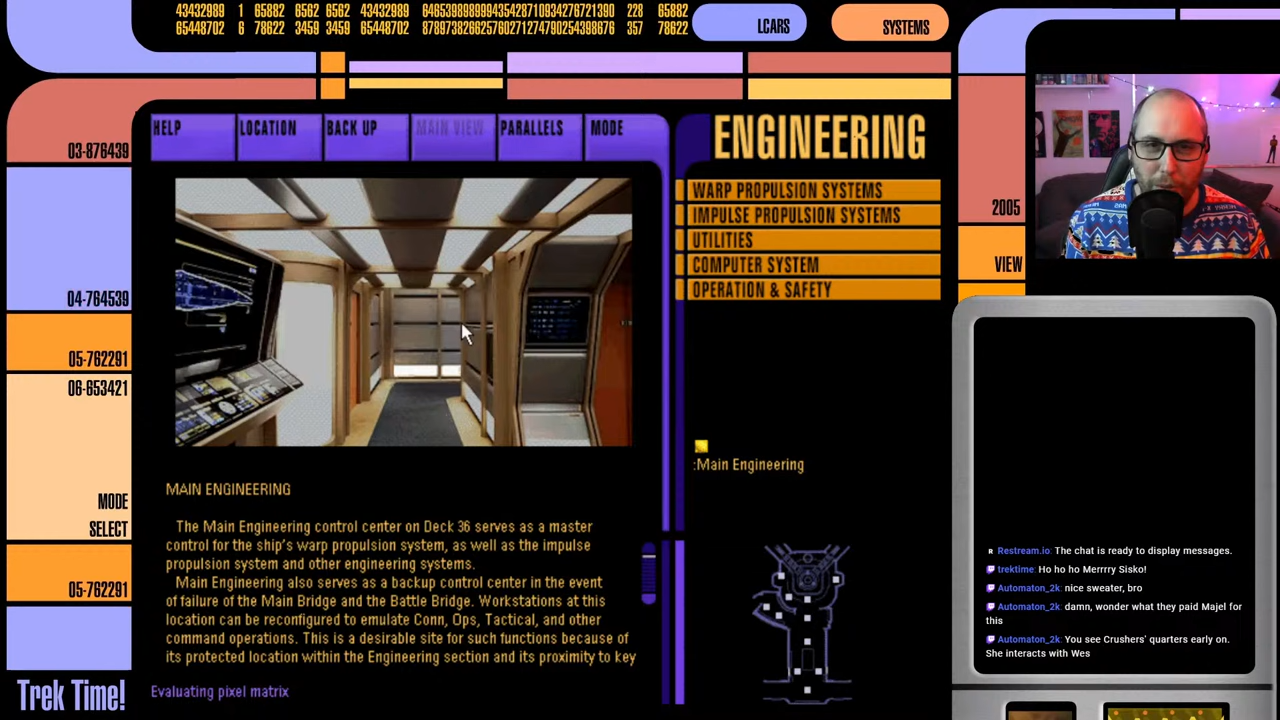 43432989 1 65882 6562 6562 43432989 64653989899943542871093427672139​0 228 65882
65448702 6 78622 3459 3459 65448702 87897382662576027127479025439867​6 357 78622
LCARS
SYSTEMS
03-876439
HELP
LOCATION
BACK UP
MAIN VIEW
PARALLELS
MODE
ENGINEERING
WARP PROPULSION SYSTEMS
IMPULSE PROPULSION SYSTEMS
UTILITIES
COMPUTER SYSTEM
OPERATION & SAFETY
2005
VIEW
04-764539
05-762291
06-653421
MODE
SELECT
05-762291
:Main Engineering
MAIN ENGINEERING
The Main Engineering control center on Deck 36 serves as a master
control for the ship's warp propulsion system, as well as the impulse
propulsion system and other engineering systems.
Main Engineering also serves as a backup control center in the event
of failure of the Main Bridge and the Battle Bridge. Workstations at this
location can be reconfigured to emulate Conn, Ops, Tactical, and other
command operations. This is a desirable site for such functions because of
its protected location within the Engineering section and its proximity to key
Trek Time!
Evaluating pixel matrix
R Restream.io: The chat is ready to display messages.
trektime: Ho ho ho Merrrry Sisko!
Automaton_2k: nice sweater, bro
Automaton_2k: damn, wonder what they paid Majel for
this
Automaton_2k: You see Crushers' quarters early on.
She interacts with Wes